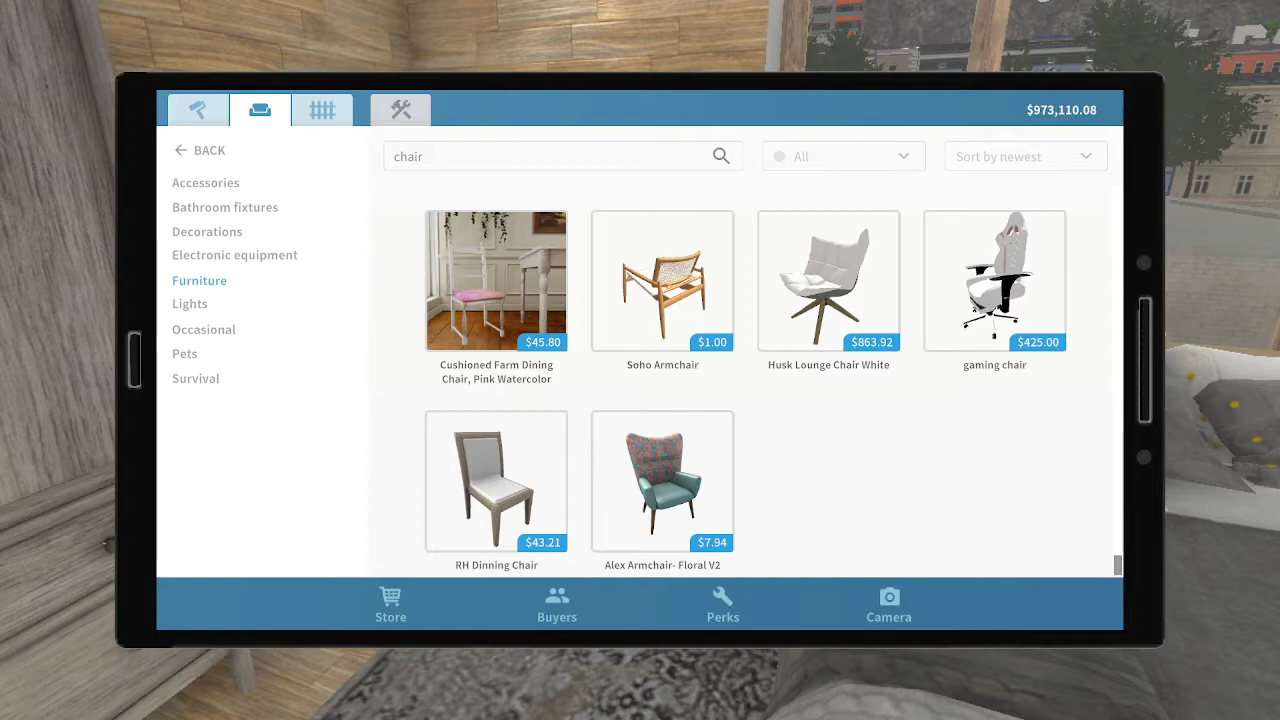 $973,110.08
BACK
chair
All
Sort by newest
Accessories
Bathroom fixtures
Decorations
Electronic equipment
Furniture
Lights
Occasional
Pets
Survival
$45.80
$1.00
$863.92
$425.00
Cushioned Farm Dining
Chair, Pink Watercolor
Soho Armchair
Husk Lounge Chair White
gaming chair
$43.21
$7.94
RH Dinning Chair
Alex Armchair- Floral V2
Store
Buyers
Perks
Camera